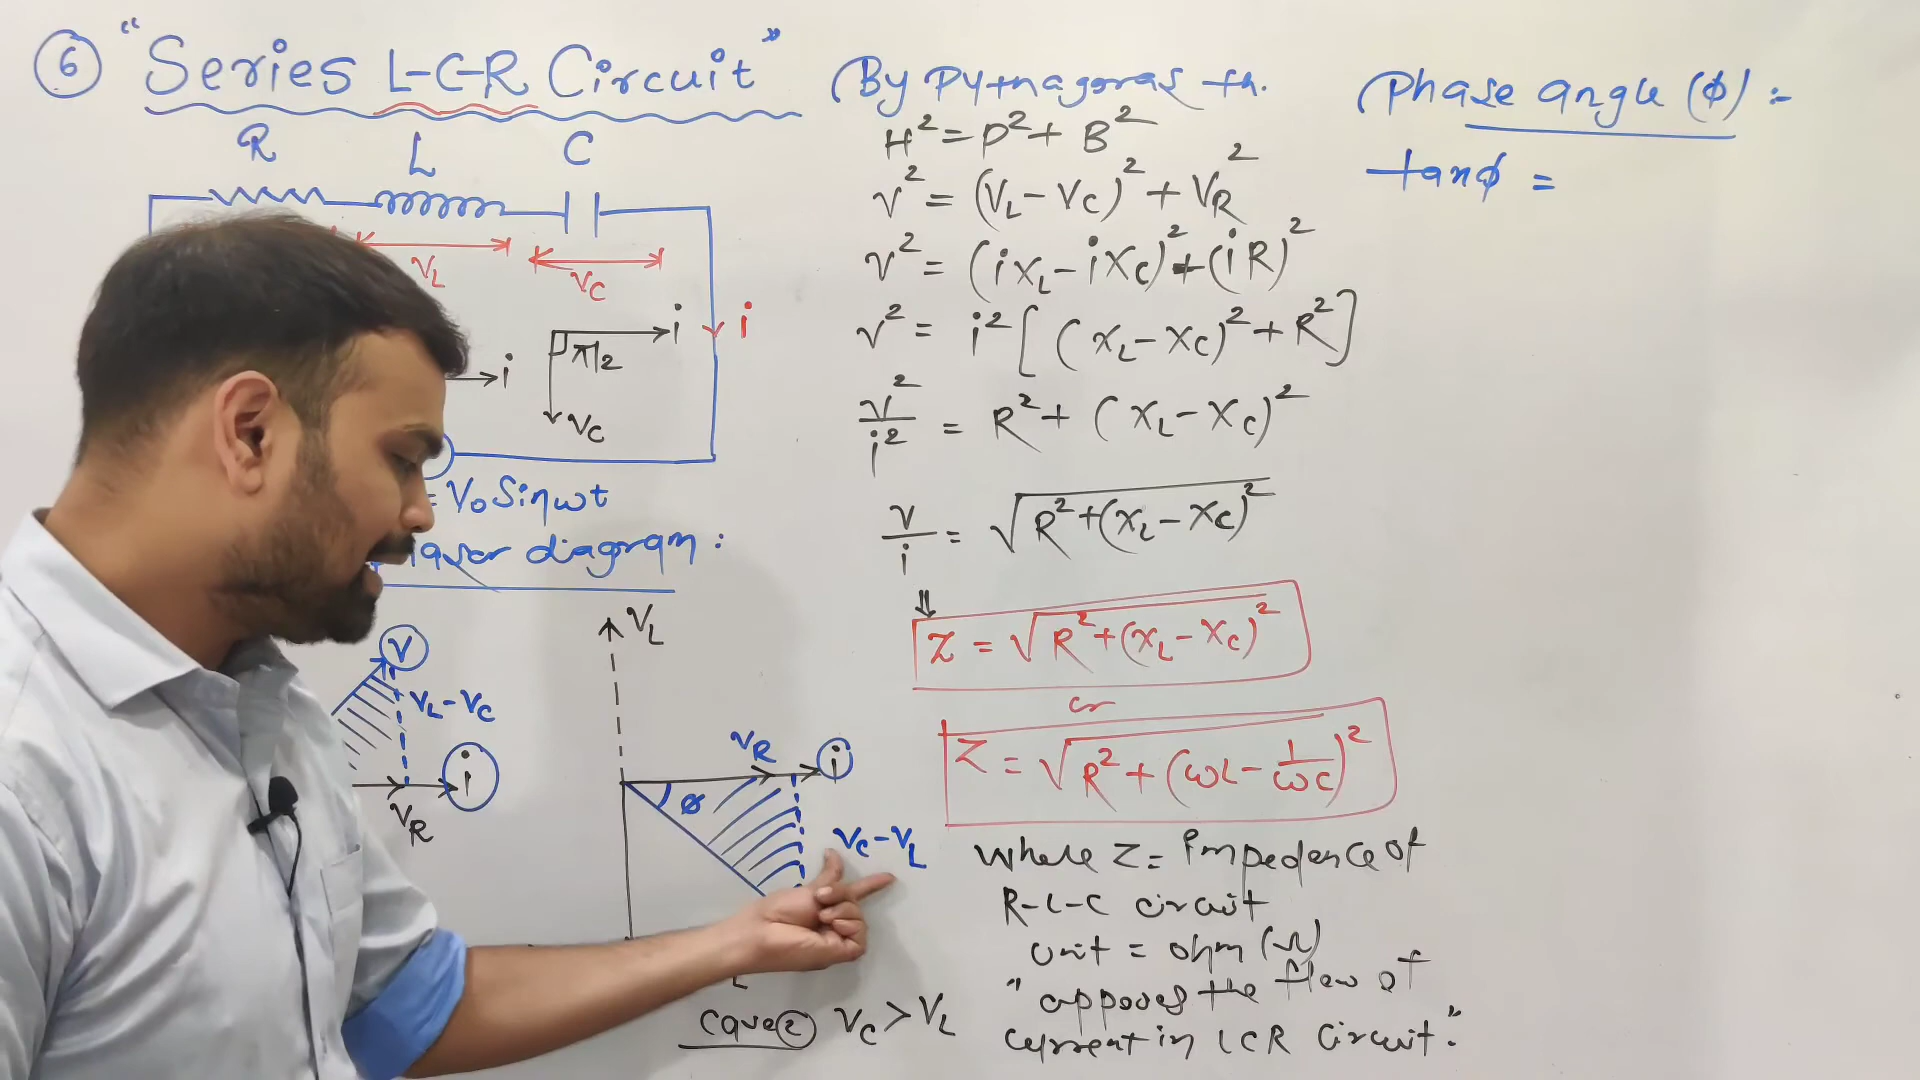 6 "Series L-C-R Circuit"
R L C
VL VC
i
i
π/2 i
VC
= V₀ Sinωt
diagram :
V
VL-VC
i
VR
VL
VR i
ϕ
VC-VL
Case 2 VC > VL
By Pythagoras th.
H² = P² + B²
V² = (VL - VC)² + VR²
V² = (iXL - iXC)² + (iR)²
V² = i² [(XL - XC)² + R²]
V²/i² = R² + (XL - XC)²
V/i = √R²+(XL - XC)²
⇓
Z = √R²+(XL - XC)²
or
Z = √R² + (ωL - 1/ωC)²
Where Z = impedance of
R-L-C circuit
unit = ohm (Ω)
"opposes the flow of
current in LCR Circuit."
Phase angle (ϕ) :-
tanϕ =